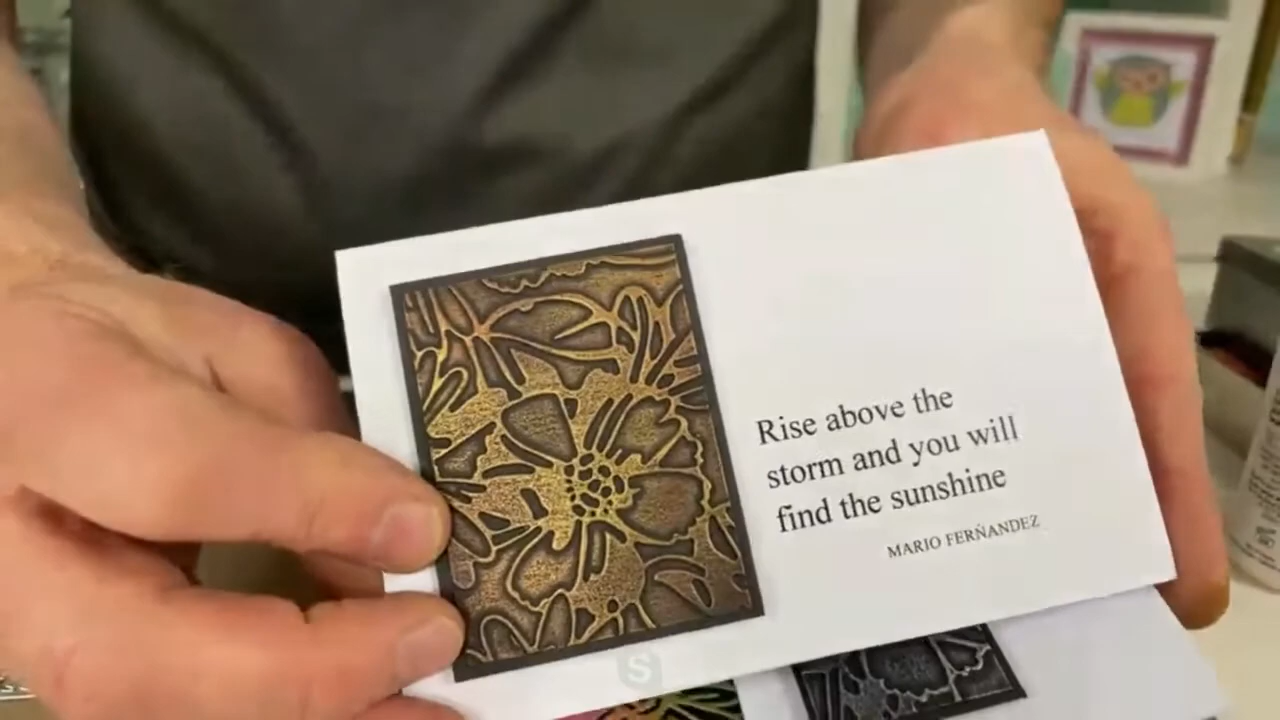 Rise above the
storm and you will
find the sunshine
MARIO FERŃANDEZ
S